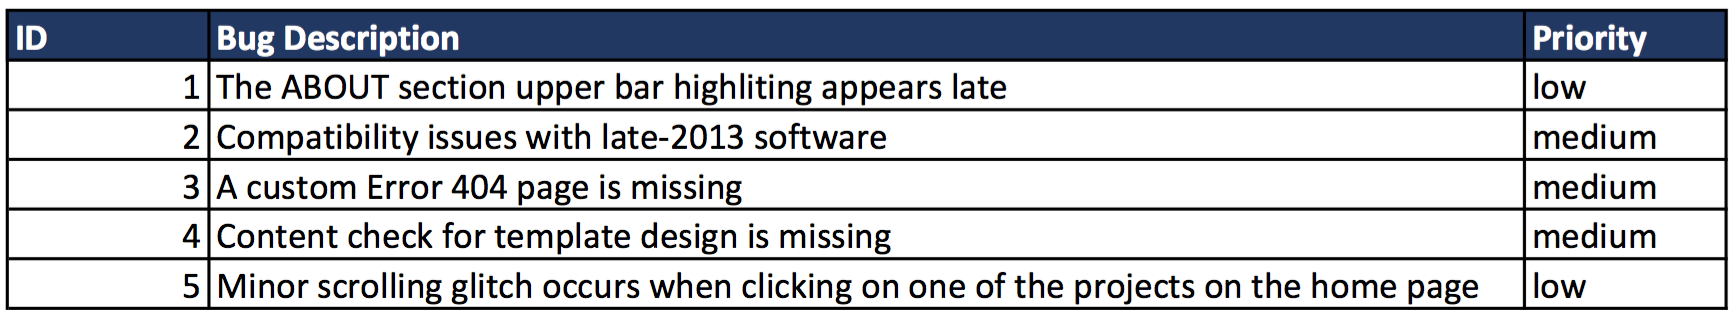 ID Bug Description Priority
1 The ABOUT section upper bar highliting appears late low
2 Compatibility issues with late-2013 software medium
3 A custom Error 404 page is missing medium
4 Content check for template design is missing medium
5 Minor scrolling glitch occurs when clicking on one of the projects on the home page low